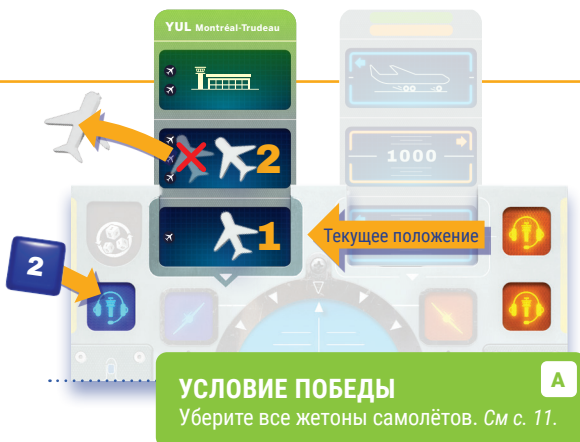 YUL Montréal-Trudeau
1000
2
1
Текущее положение
2
УСЛОВИЕ ПОБЕДЫ
A
Уберите все жетоны самолётов. См с. 11.